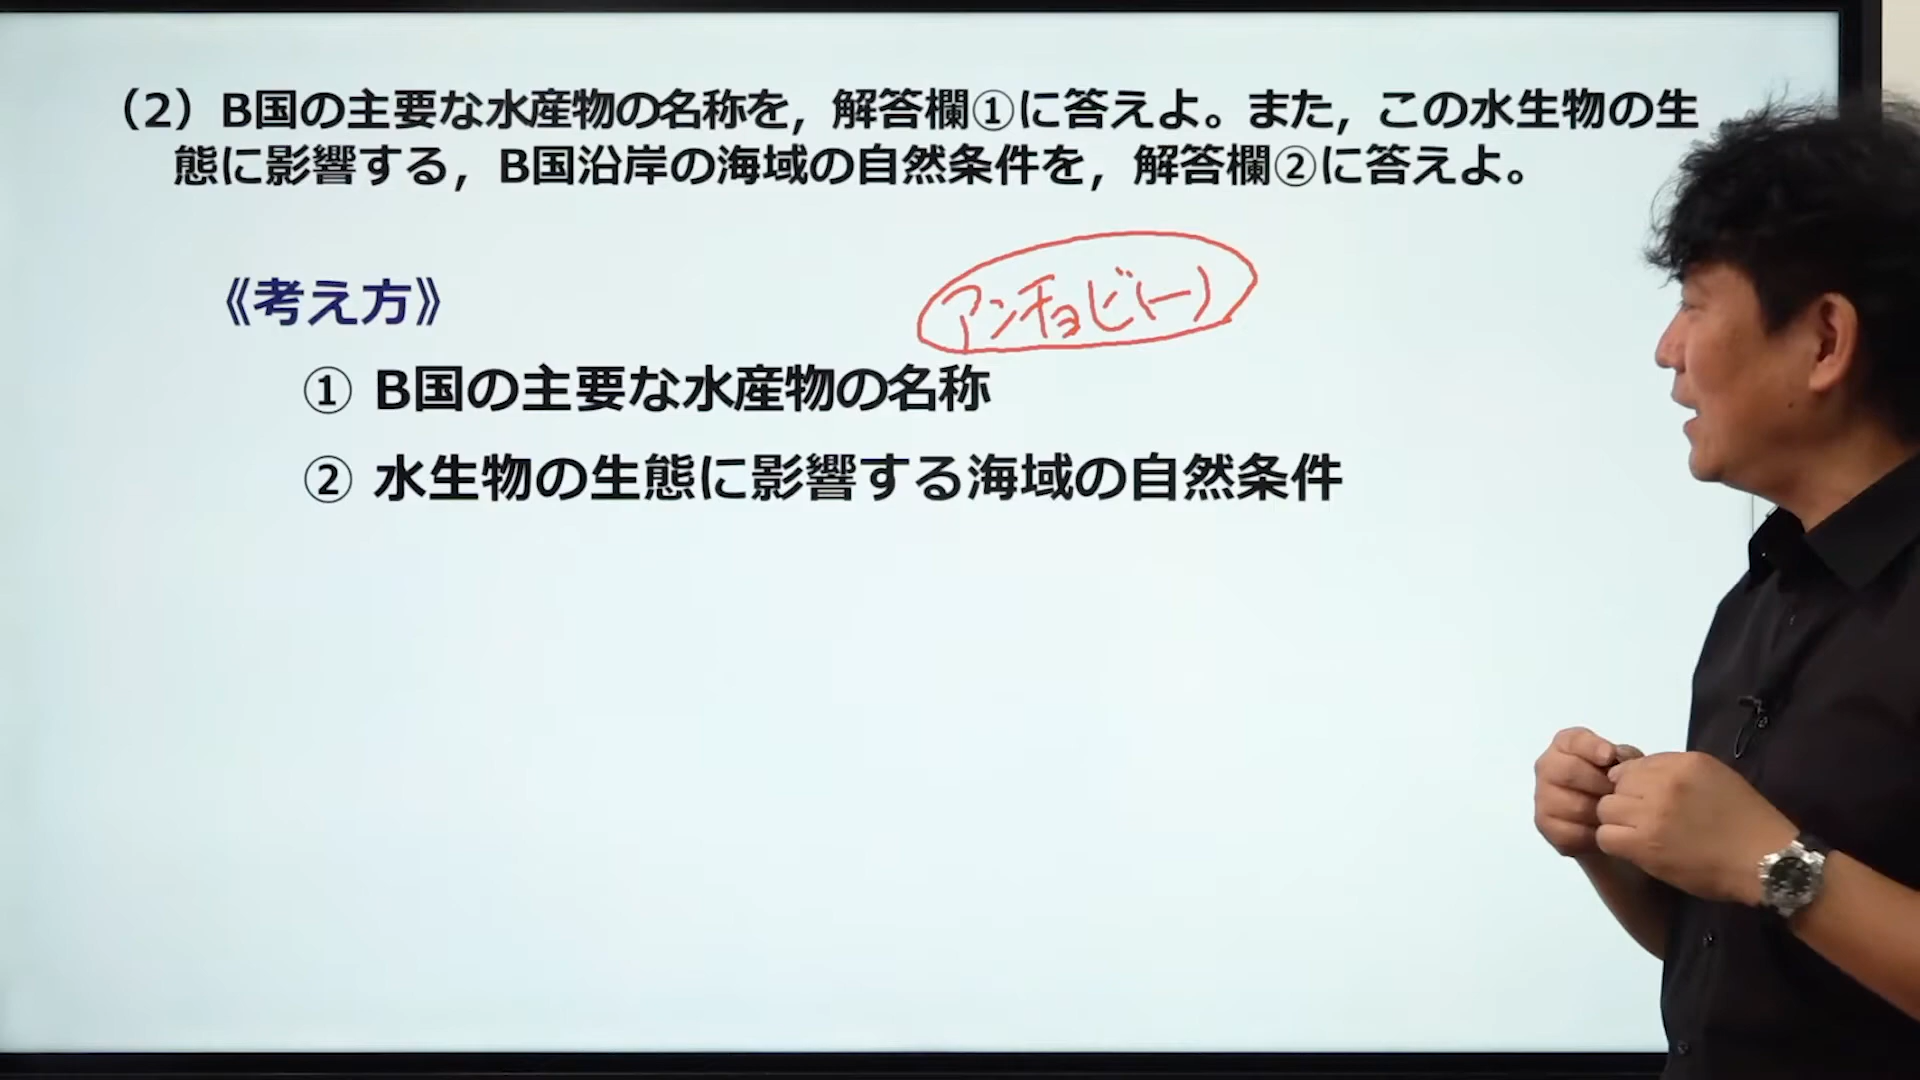 （2）B国の主要な水産物の名称を，解答欄①に答えよ。また，この水生物の生
態に影響する，B国沿岸の海域の自然条件を，解答欄②に答えよ。
《考え方》
アンチョビ(ー)
① B国の主要な水産物の名称
② 水生物の生態に影響する海域の自然条件